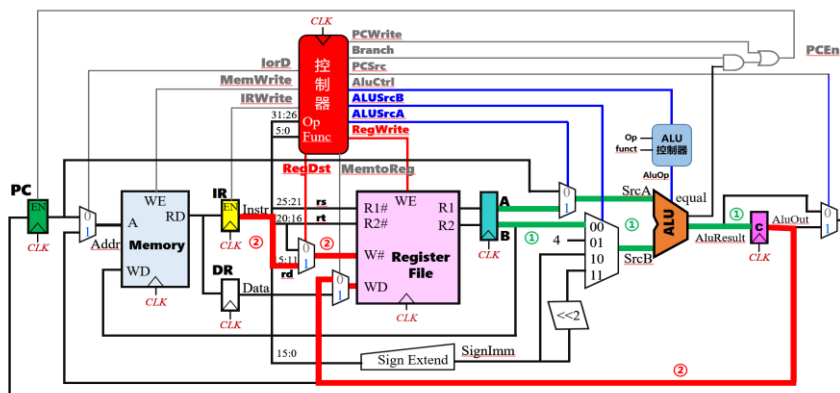 CLK
PCWrite
Branch
PCEn
IorD
控制器
PCSrc
MemWrite
AluCtrl
IRWrite
ALUSrcB
31:26
Op
ALUSrcA
ALU
控制器
5:0
Func
RegWrite
Op
funct
RegDst
MemtoReg
AluOp
PC
IR
A
SrcA
equal
EN
WE
EN
Instr
25:21
rs
WE
0
1
00
ALU
①
AluOut
0
1
RD
R1#
R1
A
Memory
20:16
rt
R2#
R2
B
①
01
4
①
C
0
1
②
0
1
②
W#
Register
File
10
11
SrcB
AluResult
CLK
Addr
15:11
rd
WD
DR
Data
0
1
WD
CLK
CLK
CLK
CLK
CLK
CLK
<<2
15:0
Sign Extend
SignImm
②